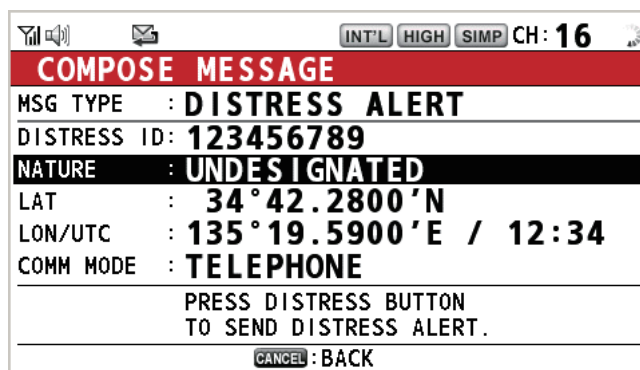 INT'L HIGH SIMP CH: 16
COMPOSE MESSAGE
MSG TYPE : DISTRESS ALERT
DISTRESS ID: 123456789
NATURE : UNDESIGNATED
LAT : 34°42.2800'N
LON/UTC : 135°19.5900'E / 12:34
COMM MODE : TELEPHONE
PRESS DISTRESS BUTTON
TO SEND DISTRESS ALERT.
CANCEL : BACK